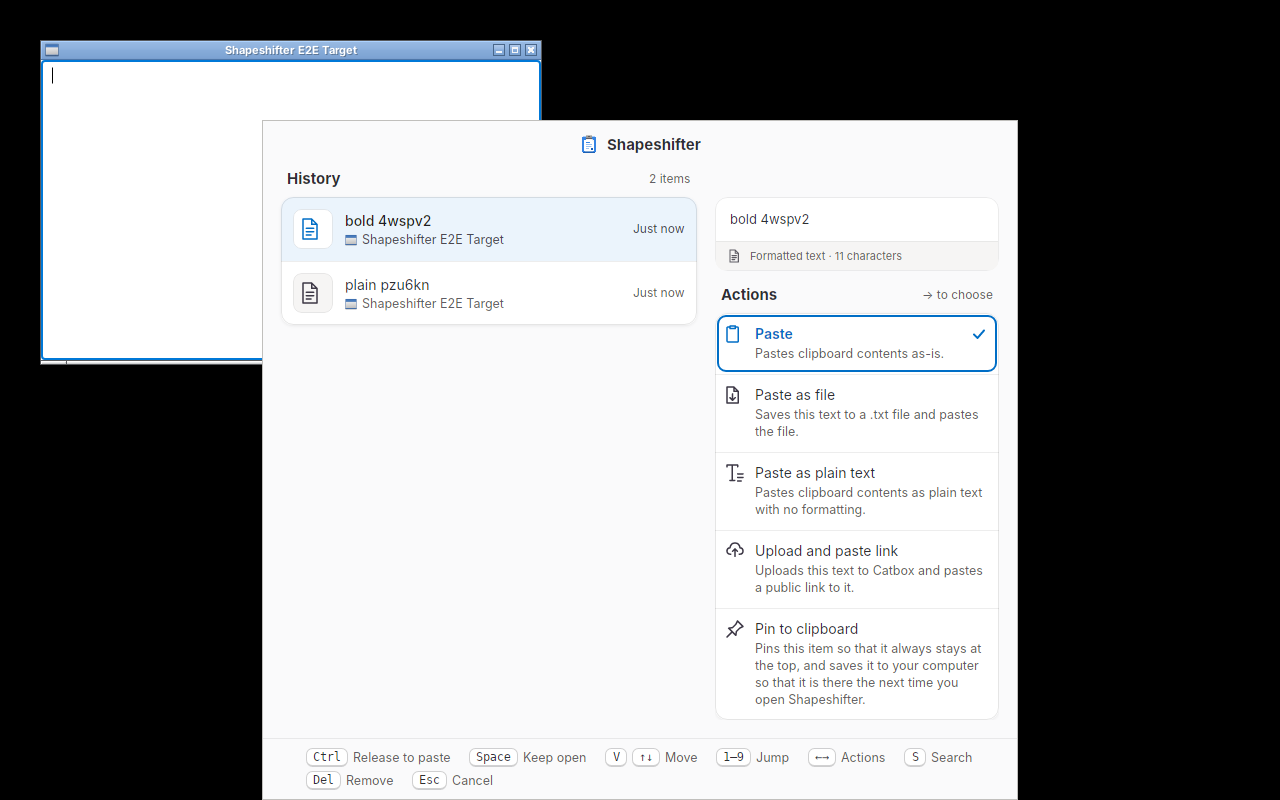 Shapeshifter E2E Target
Shapeshifter
History
2 items
bold 4wspv2
Shapeshifter E2E Target
Just now
plain pzu6kn
Shapeshifter E2E Target
Just now
bold 4wspv2
Formatted text · 11 characters
Actions
→ to choose
Paste
Pastes clipboard contents as-is.
Paste as file
Saves this text to a .txt file and pastes
the file.
Paste as plain text
Pastes clipboard contents as plain text
with no formatting.
Upload and paste link
Uploads this text to Catbox and pastes
a public link to it.
Pin to clipboard
Pins this item so that it always stays at
the top, and saves it to your computer
so that it is there the next time you
open Shapeshifter.
Ctrl Release to paste Space Keep open V ↑↓ Move 1–9 Jump ←→ Actions S Search
Del Remove Esc Cancel